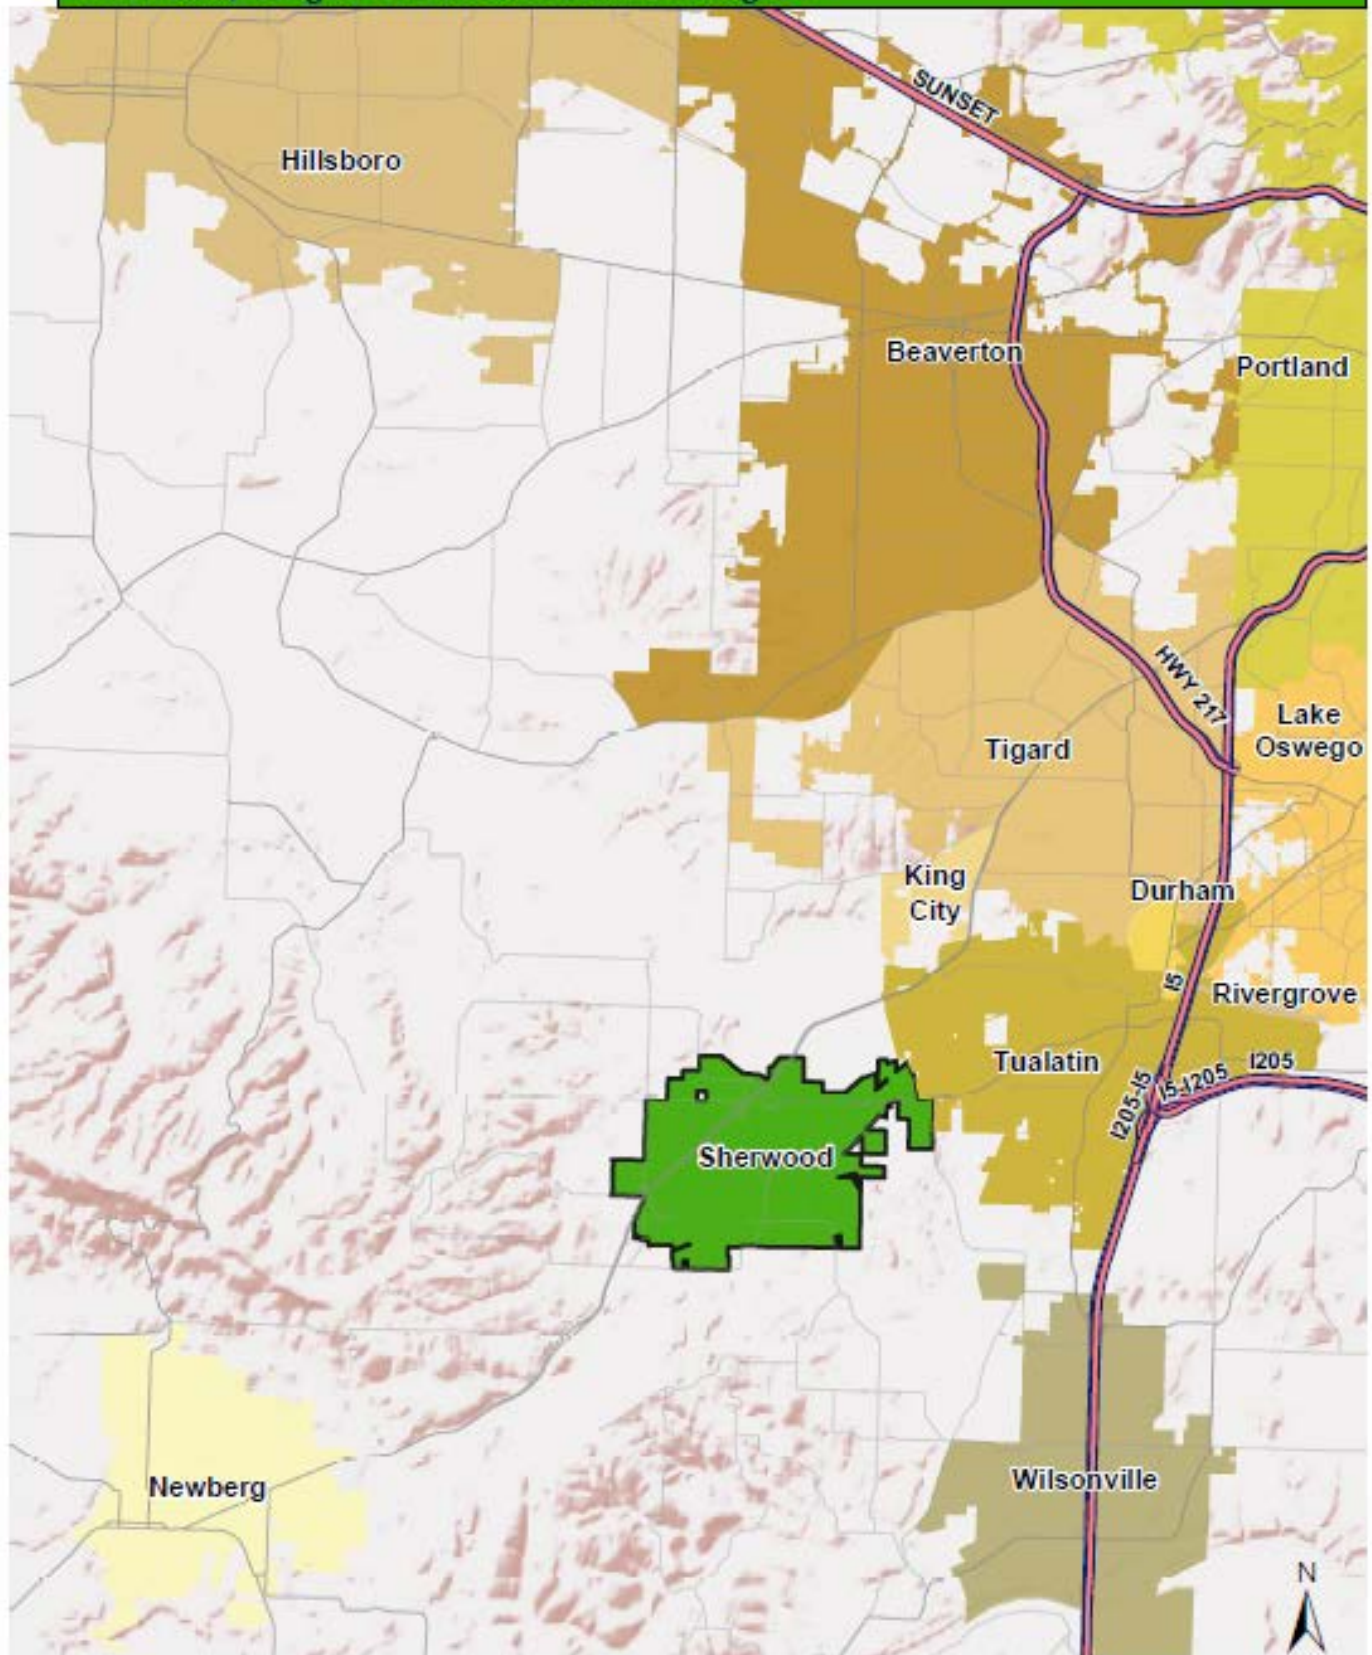 SUNSET
Hillsboro
Beaverton
Portland
HWY 217
Lake
Oswego
Tigard
King
City
Durham
I5
Rivergrove
Tualatin
I205-I5
I5-I205
I205
Sherwood
Newberg
Wilsonville
N